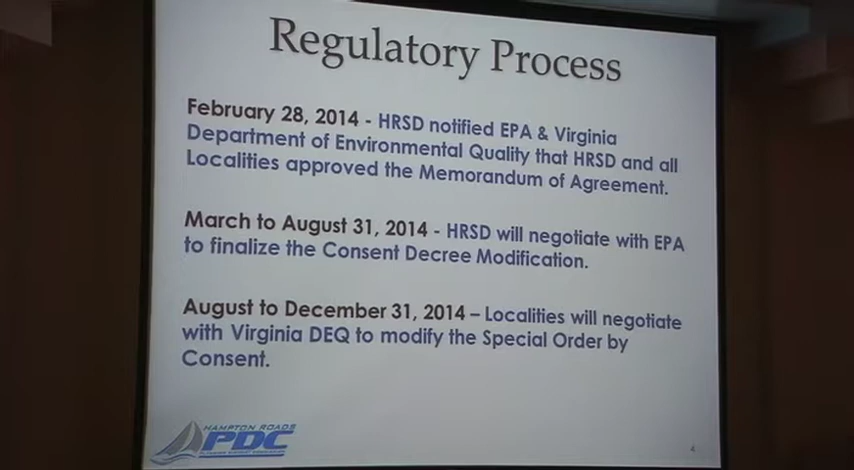 Regulatory Process
February 28, 2014 - HRSD notified EPA & Virginia
Department of Environmental Quality that HRSD and all
Localities approved the Memorandum of Agreement.
March to August 31, 2014 - HRSD will negotiate with EPA
to finalize the Consent Decree Modification.
August to December 31, 2014 – Localities will negotiate
with Virginia DEQ to modify the Special Order by
Consent.
HAMPTON ROADS
PDC
4